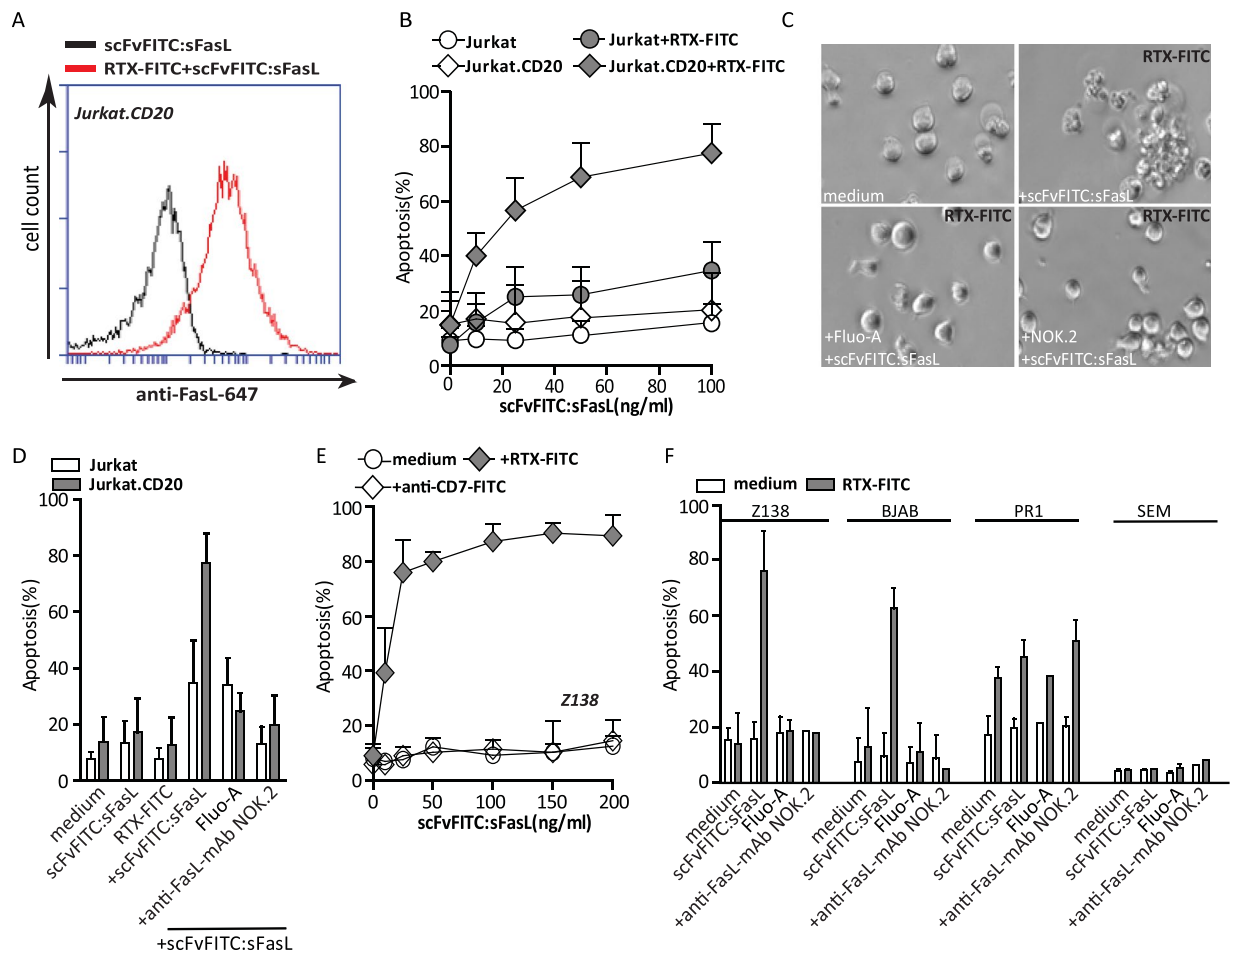 A
scFvFITC:sFasL
RTX-FITC+scFvFITC:sFasL
Jurkat.CD20
cell count
anti-FasL-647
B
Jurkat
Jurkat+RTX-FITC
Jurkat.CD20
Jurkat.CD20+RTX-FITC
Apoptosis(%)
100
80
60
40
20
0
0 20 40 60 80 100
scFvFITC:sFasL(ng/ml)
C
medium
RTX-FITC
+scFvFITC:sFasL
RTX-FITC
+Fluo-A
+scFvFITC:sFasL
RTX-FITC
+NOK.2
+scFvFITC:sFasL
D
Jurkat
Jurkat.CD20
Apoptosis(%)
100
80
60
40
20
0
medium
scFvFITC:sFasL
RTX-FITC
+scFvFITC:sFasL
Fluo-A
+anti-FasL-mAb NOK.2
+scFvFITC:sFasL
E
medium
+RTX-FITC
+anti-CD7-FITC
Apoptosis(%)
100
80
60
40
20
0
Z138
0 50 100 150 200
scFvFITC:sFasL(ng/ml)
F
medium
RTX-FITC
Apoptosis(%)
100
80
60
40
20
0
Z138
BJAB
PR1
SEM
medium
scFvFITC:sFasL
Fluo-A
+anti-FasL-mAb NOK.2
medium
scFvFITC:sFasL
Fluo-A
+anti-FasL-mAb NOK.2
medium
scFvFITC:sFasL
Fluo-A
+anti-FasL-mAb NOK.2
medium
scFvFITC:sFasL
Fluo-A
+anti-FasL-mAb NOK.2